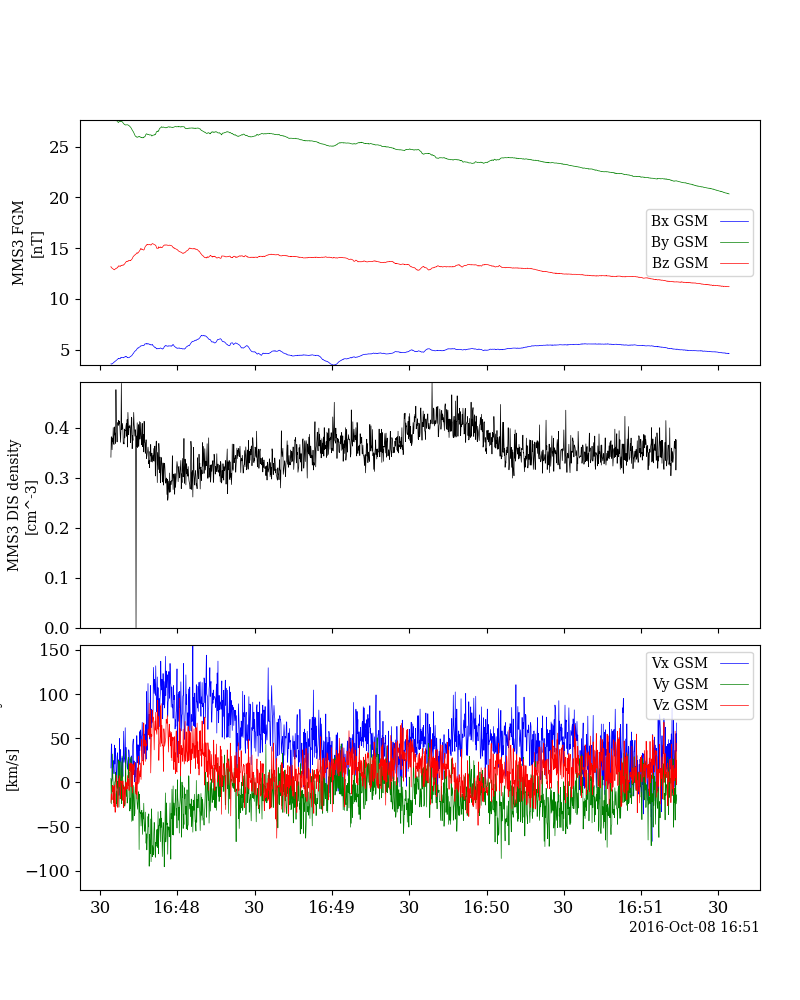 25
20
15
10
5
MMS3 FGM
[nT]
Bx GSM
By GSM
Bz GSM
0.4
0.3
0.2
0.1
0.0
MMS3 DIS density
[cm^-3]
150
100
50
0
−50
−100
[km/s]
Vx GSM
Vy GSM
Vz GSM
30 16:48 30 16:49 30 16:50 30 16:51 30
2016-Oct-08 16:51